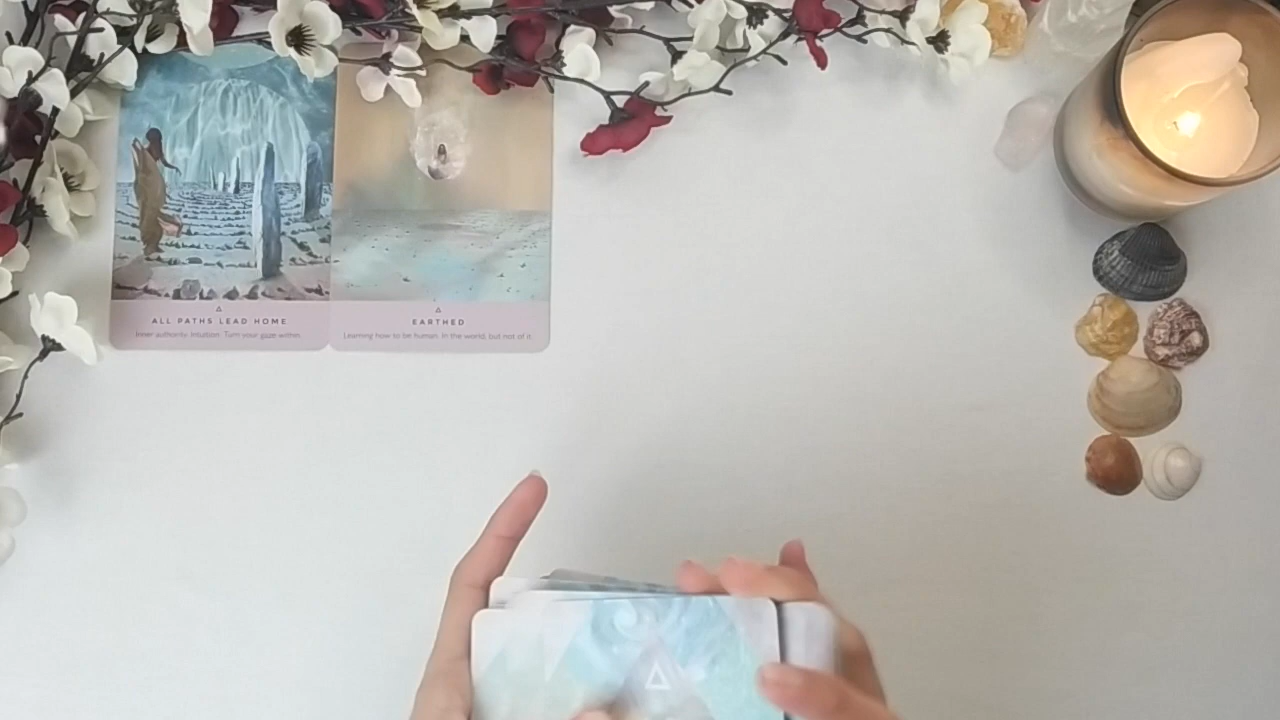 ALL PATHS LEAD HOME
Inner authority. Intuition. Turn your gaze within.
EARTHED
Learning how to be human. In the world, but not of it.